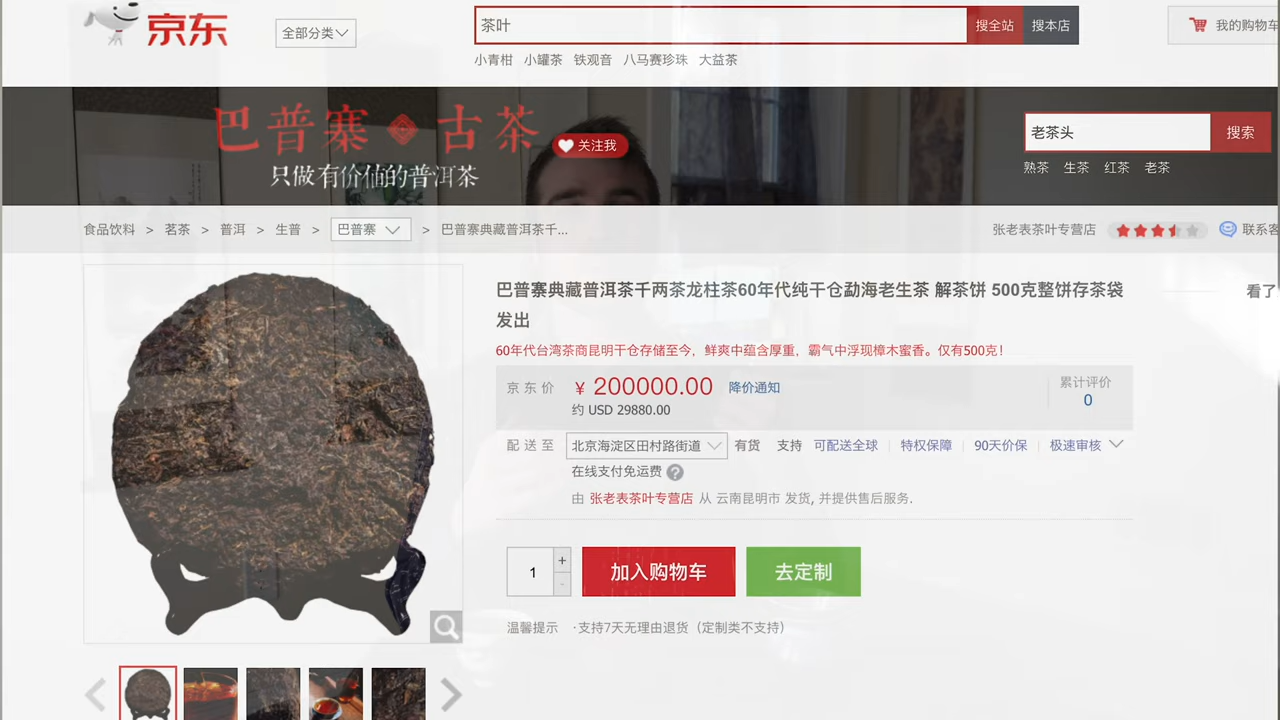 京东
全部分类
茶叶
搜全站
搜本店
我的购物车
小青柑 小罐茶 铁观音 八马赛珍珠 大益茶
巴普寨 古茶
关注我
只做有价值的普洱茶
老茶头
搜索
熟茶 生茶 红茶 老茶
食品饮料 > 茗茶 > 普洱 > 生普 > 巴普寨 > 巴普寨典藏普洱茶千...
张老表茶叶专营店
联系客
巴普寨典藏普洱茶千两茶龙柱茶60年代纯干仓勐海老生茶 解茶饼 500克整饼存茶袋
发出
看了
60年代台湾茶商昆明干仓存储至今，鲜爽中蕴含厚重，霸气中浮现樟木蜜香。仅有500克！
京东价 ￥ 200000.00 降价通知
约 USD 29880.00
累计评价
0
配送至 北京海淀区田村路街道 有货 支持 可配送全球 | 特权保障 | 90天价保 | 极速审核
在线支付免运费 ?
由 张老表茶叶专营店 从 云南昆明市 发货, 并提供售后服务.
1
+
-
加入购物车
去定制
温馨提示 ·支持7天无理由退货（定制类不支持）